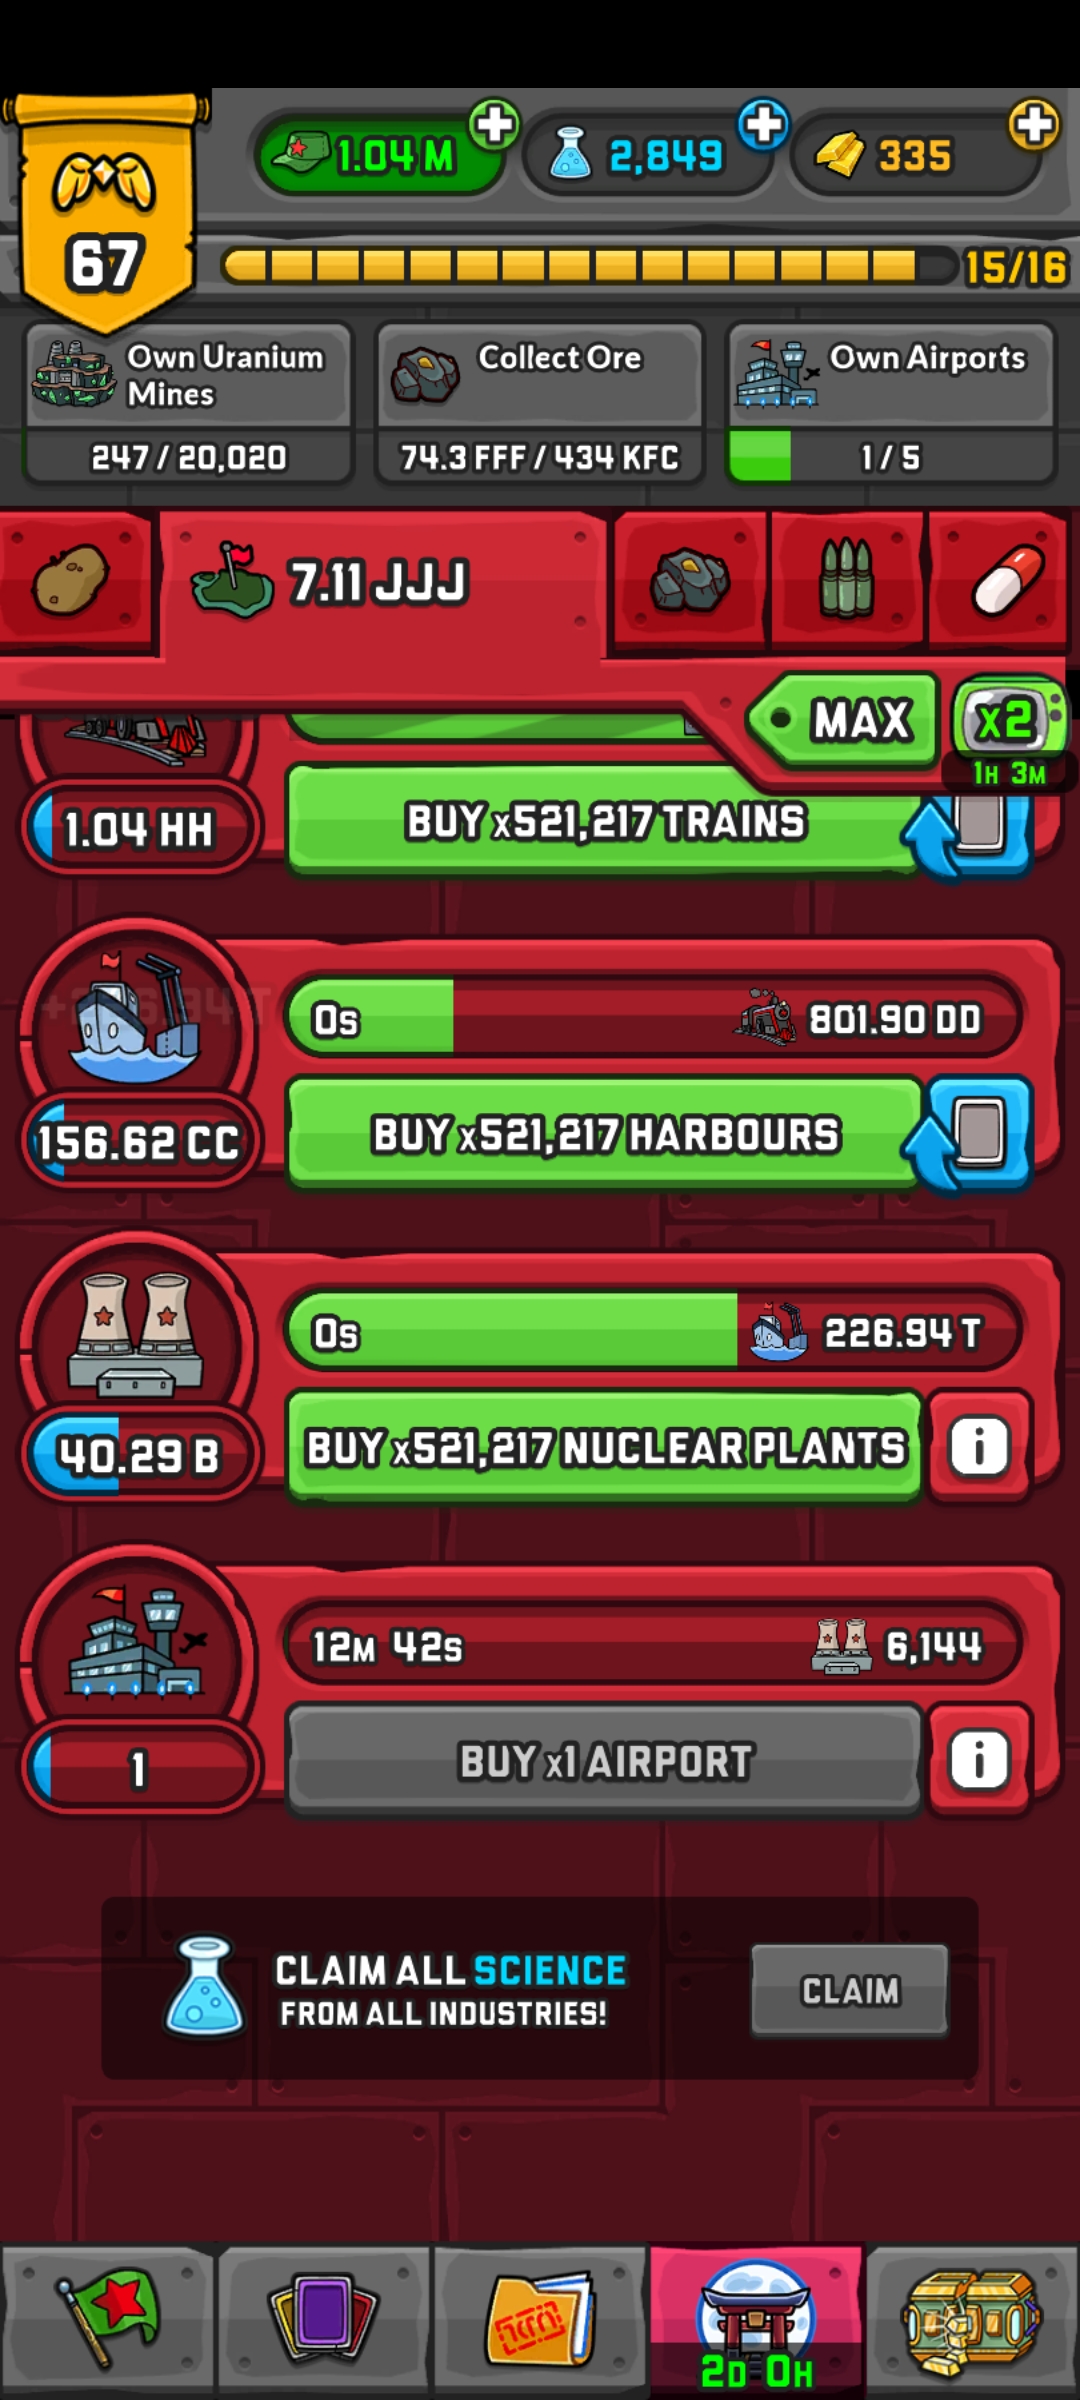 1.04 M
2,849
335
67
15/16
Own Uranium
Mines
247 / 20,020
Collect Ore
74.3 FFF / 434 KFC
Own Airports
1 / 5
7.11 JJJ
MAX
x2
1H 3M
1.04 HH
BUY x521,217 TRAINS
0s
801.90 DD
156.62 CC
BUY x521,217 HARBOURS
0s
226.94 T
40.29 B
BUY x521,217 NUCLEAR PLANTS
12M 42s
6,144
1
BUY x1 AIRPORT
CLAIM ALL SCIENCE
FROM ALL INDUSTRIES!
CLAIM
2D 0H